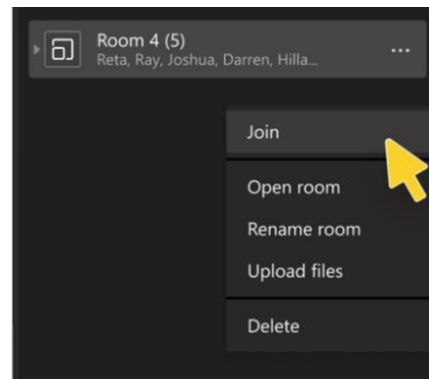 Room 4 (5)
Reta, Ray, Joshua, Darren, Hilla...
Join
Open room
Rename room
Upload files
Delete